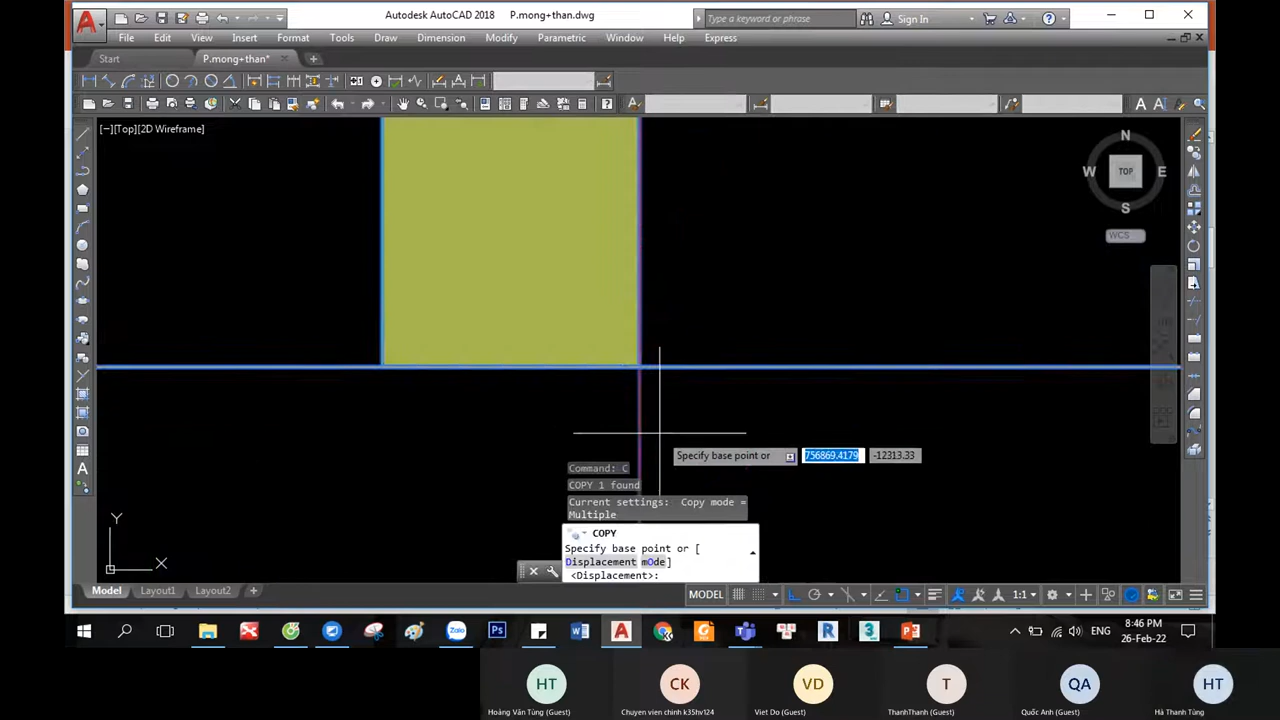 Autodesk AutoCAD 2018 P.mong+than.dwg
Type a keyword or phrase
Sign In
File Edit View Insert Format Tools Draw Dimension Modify Parametric Window Help Express
Start
P.mong+than*
[−][Top][2D Wireframe]
N
W
TOP
E
S
WCS
Specify base point or
756869.4179
-12313.33
Command: C
COPY 1 found
Current settings: Copy mode =
Multiple
COPY
Specify base point or [
Displacement mOde]
<Displacement>:
Y
X
Model
Layout1
Layout2
MODEL
1:1
ENG
8:46 PM
26-Feb-22
HT
CK
VD
T
QA
HT
Hoàng Văn Tùng (Guest)
Chuyen vien chinh k35hv124
Viet Do (Guest)
ThanhThanh (Guest)
Quốc Anh (Guest)
Hà Thanh Tùng